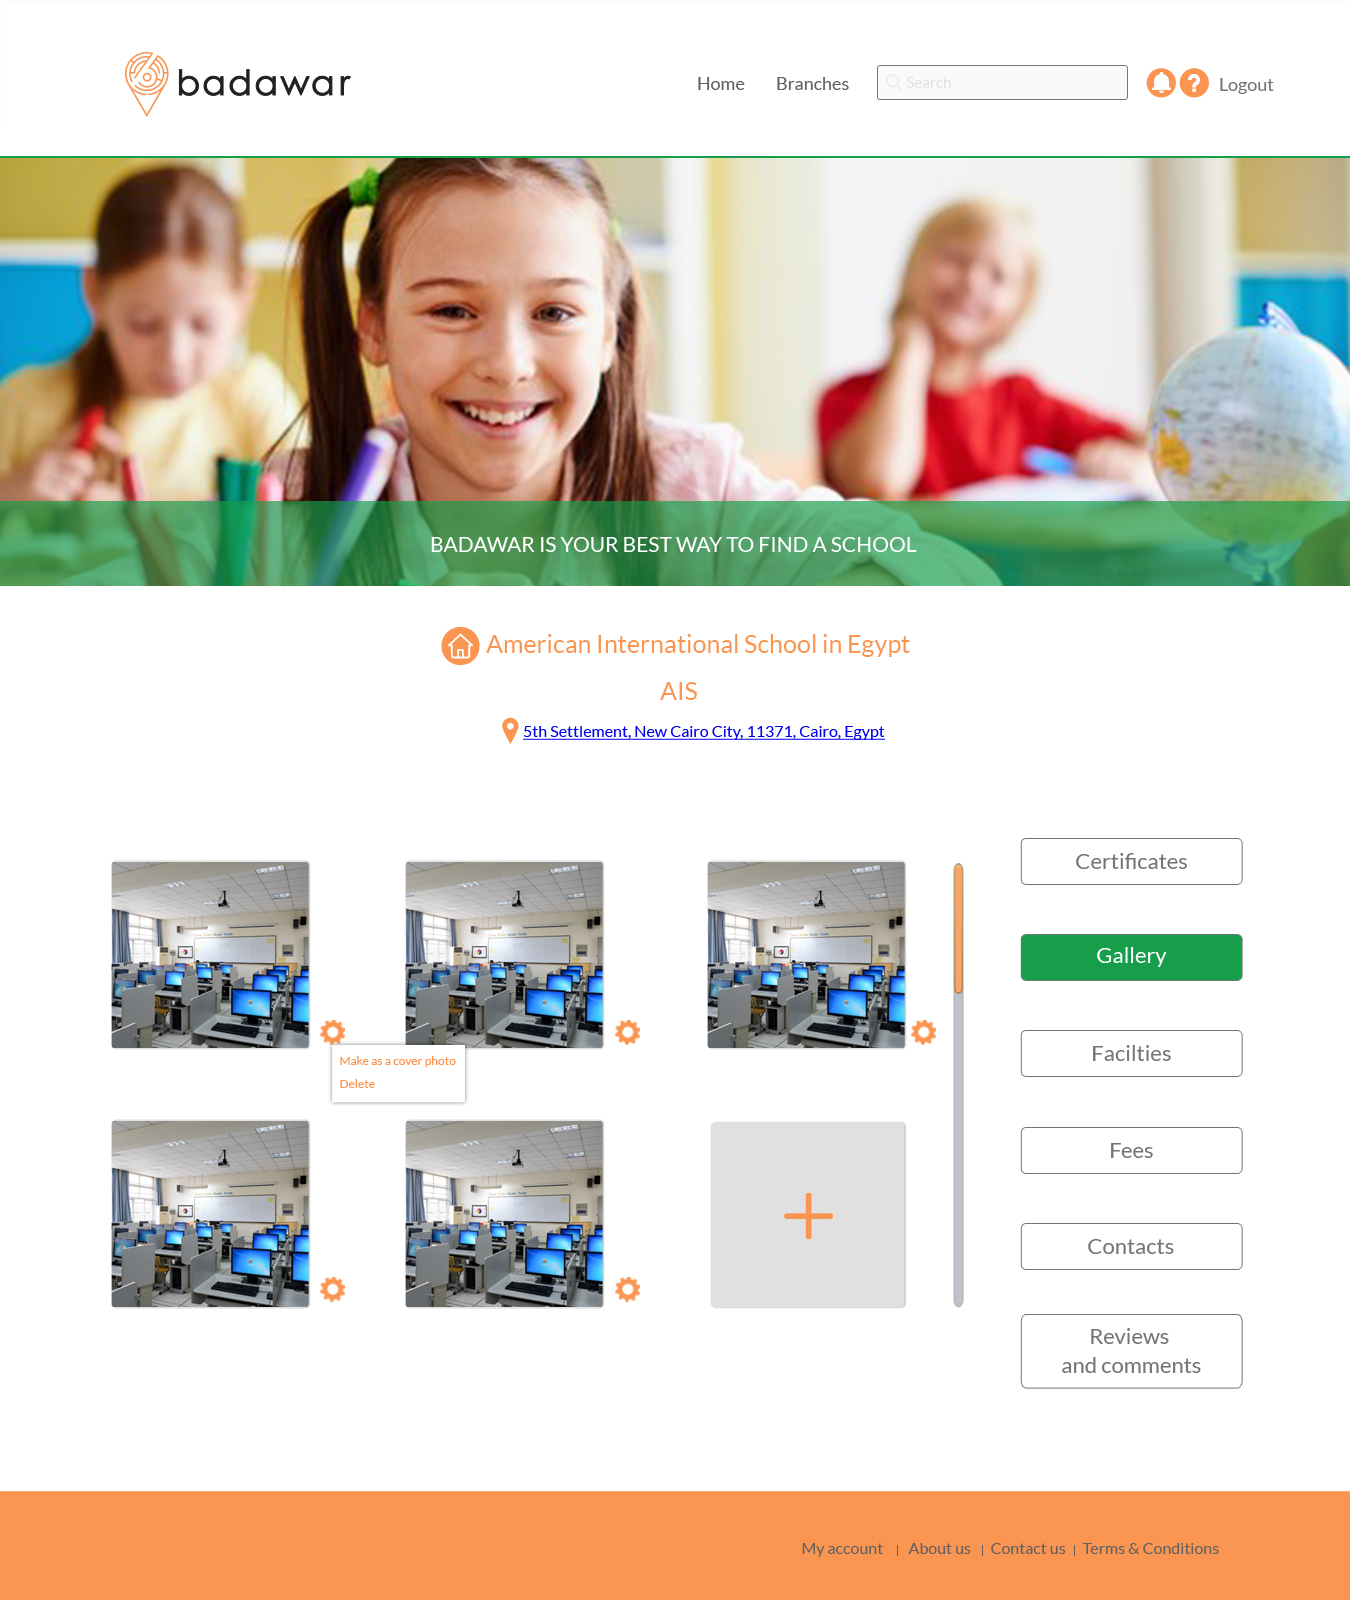 badawar
Home
Branches
Search
?
Logout
BADAWAR IS YOUR BEST WAY TO FIND A SCHOOL
American International School in Egypt
AIS
5th Settlement, New Cairo City, 11371, Cairo, Egypt
Certificates
Gallery
Make as a cover photo
Delete
Facilties
Fees
Contacts
Reviews
and comments
My account | About us | Contact us | Terms & Conditions